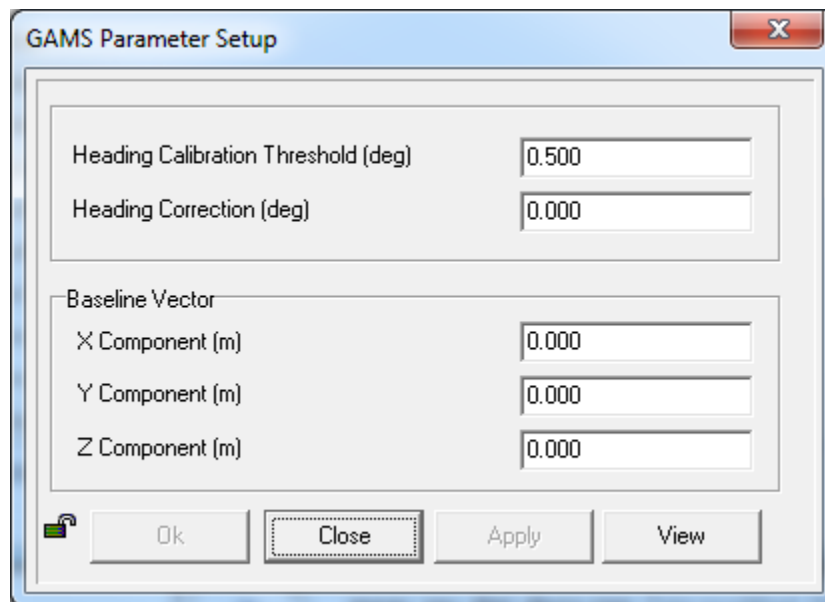 GAMS Parameter Setup
Heading Calibration Threshold (deg) 0.500
Heading Correction (deg) 0.000
Baseline Vector
X Component (m) 0.000
Y Component (m) 0.000
Z Component (m) 0.000
Ok Close Apply View